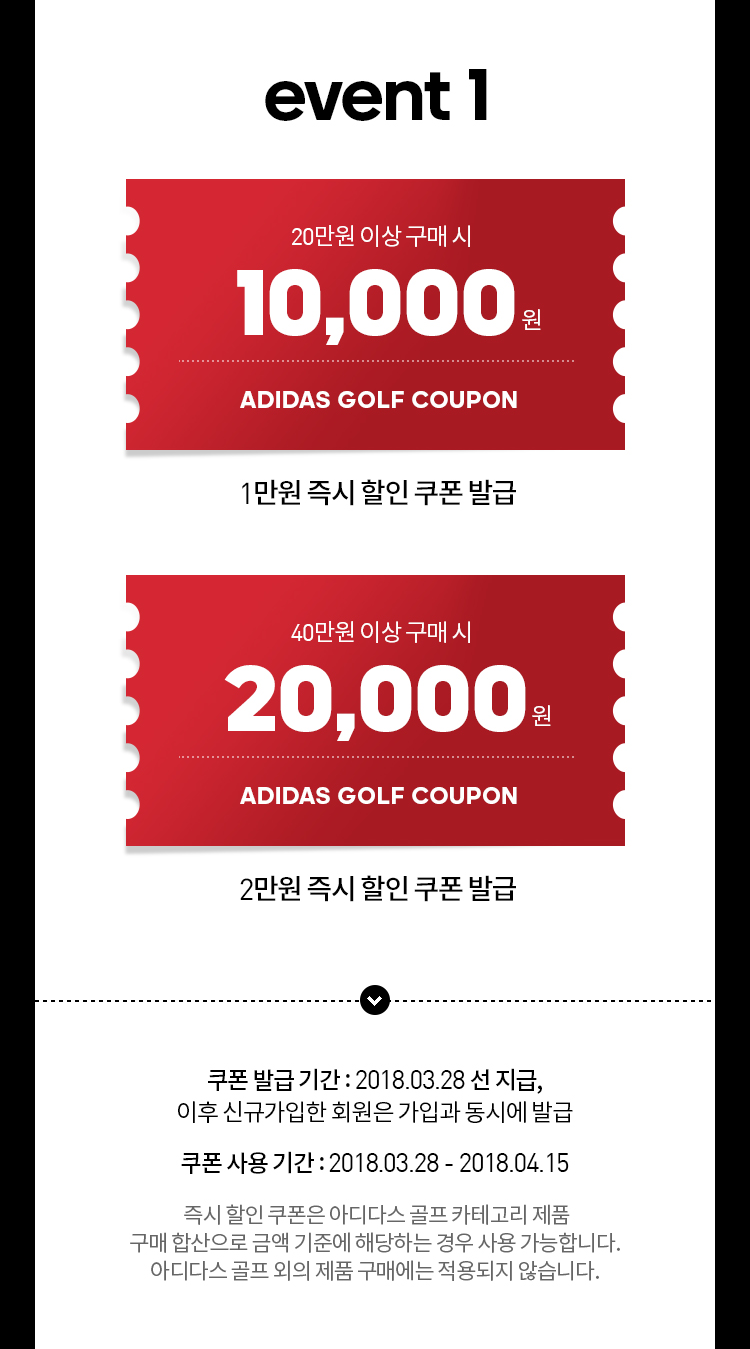 event 1
20만원 이상 구매 시
10,000원
ADIDAS GOLF COUPON
1만원 즉시 할인 쿠폰 발급
40만원 이상 구매 시
20,000원
ADIDAS GOLF COUPON
2만원 즉시 할인 쿠폰 발급
쿠폰 발급 기간 : 2018.03.28 선 지급,
이후 신규가입한 회원은 가입과 동시에 발급
쿠폰 사용 기간 : 2018.03.28 - 2018.04.15
즉시 할인 쿠폰은 아디다스 골프 카테고리 제품
구매 합산으로 금액 기준에 해당하는 경우 사용 가능합니다.
아디다스 골프 외의 제품 구매에는 적용되지 않습니다.